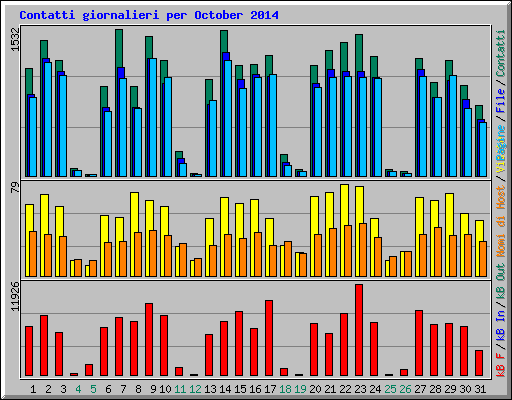 Contatti giornalieri per October 2014
1532
79
11926
kB F / kB In / kB Out Nomi di Host / Visite Pagine / File / Contatti
1 2 3 4 5 6 7 8 9 10 11 12 13 14 15 16 17 18 19 20 21 22 23 24 25 26 27 28 29 30 31